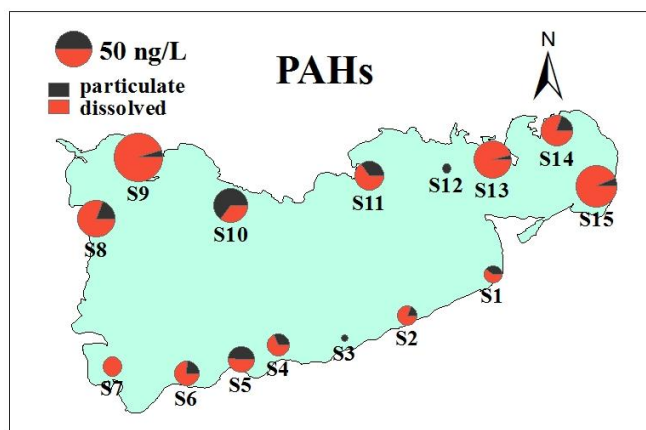 50 ng/L
PAHs
N
particulate
dissolved
S14
S9
S12
S13
S11
S15
S10
S8
S1
S2
S3
S4
S5
S6
S7